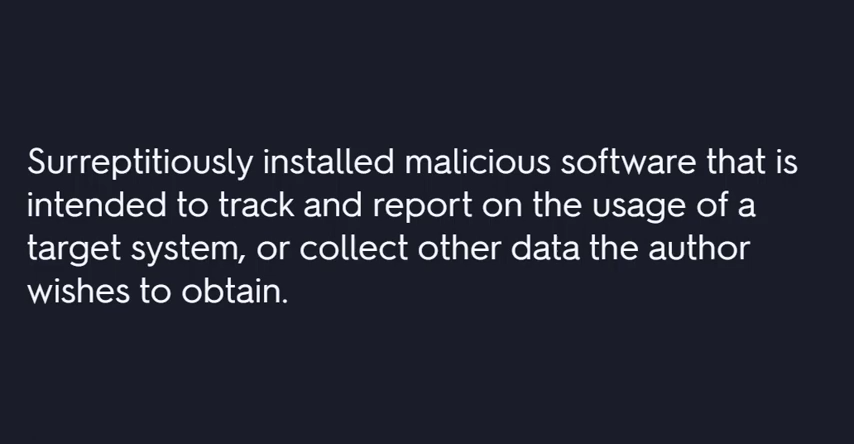 Surreptitiously installed malicious software that is
intended to track and report on the usage of a
target system, or collect other data the author
wishes to obtain.